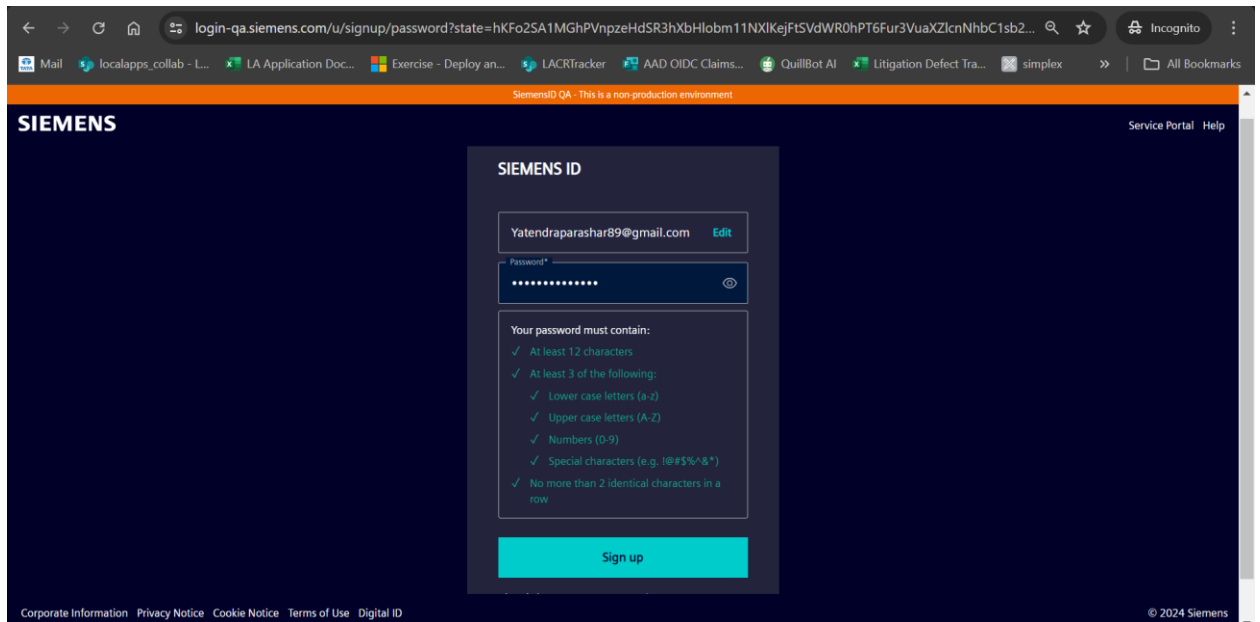 login-qa.siemens.com/u/signup/password?state=hKFo2SA1MGhPVnpzeHdSR3hXbHlobm11NXlKejFtSVdWR0hPT6Fur3VuaXZlcnNhbC1sb2... Incognito
Mail localapps_collab - L... LA Application Doc... Exercise - Deploy an... LACRTracker AAD OIDC Claims... QuillBot AI Litigation Defect Tra... simplex » All Bookmarks
SiemensID QA - This is a non-production environment
SIEMENS Service Portal Help
SIEMENS ID
Yatendraparashar89@gmail.com Edit
Password*
••••••••••••••
Your password must contain:
✓ At least 12 characters
✓ At least 3 of the following:
✓ Lower case letters (a-z)
✓ Upper case letters (A-Z)
✓ Numbers (0-9)
✓ Special characters (e.g. !@#$%^&*)
✓ No more than 2 identical characters in a
row
Sign up
Corporate Information Privacy Notice Cookie Notice Terms of Use Digital ID © 2024 Siemens